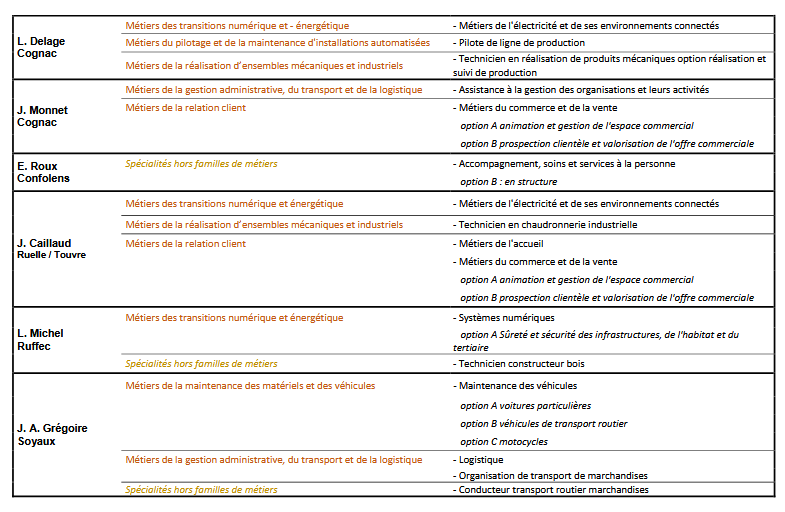 L. Delage
Cognac
Métiers des transitions numérique et - énergétique
- Métiers de l'électricité et de ses environnements connectés
Métiers du pilotage et de la maintenance d'installations automatisées
- Pilote de ligne de production
Métiers de la réalisation d'ensembles mécaniques et industriels
- Technicien en réalisation de produits mécaniques option réalisation et
suivi de production
J. Monnet
Cognac
Métiers de la gestion administrative, du transport et de la logistique
- Assistance à la gestion des organisations et leurs activités
Métiers de la relation client
- Métiers du commerce et de la vente
option A animation et gestion de l'espace commercial
option B prospection clientèle et valorisation de l'offre commerciale
E. Roux
Confolens
Spécialités hors familles de métiers
- Accompagnement, soins et services à la personne
option B : en structure
J. Caillaud
Ruelle / Touvre
Métiers des transitions numérique et énergétique
- Métiers de l'électricité et de ses environnements connectés
Métiers de la réalisation d'ensembles mécaniques et industriels
- Technicien en chaudronnerie industrielle
Métiers de la relation client
- Métiers de l'accueil
- Métiers du commerce et de la vente
option A animation et gestion de l'espace commercial
option B prospection clientèle et valorisation de l'offre commerciale
L. Michel
Ruffec
Métiers des transitions numérique et énergétique
- Systèmes numériques
option A Sûreté et sécurité des infrastructures, de l'habitat et du
tertiaire
Spécialités hors familles de métiers
- Technicien constructeur bois
J. A. Grégoire
Soyaux
Métiers de la maintenance des matériels et des véhicules
- Maintenance des véhicules
option A voitures particulières
option B véhicules de transport routier
option C motocycles
Métiers de la gestion administrative, du transport et de la logistique
- Logistique
- Organisation de transport de marchandises
Spécialités hors familles de métiers
- Conducteur transport routier marchandises